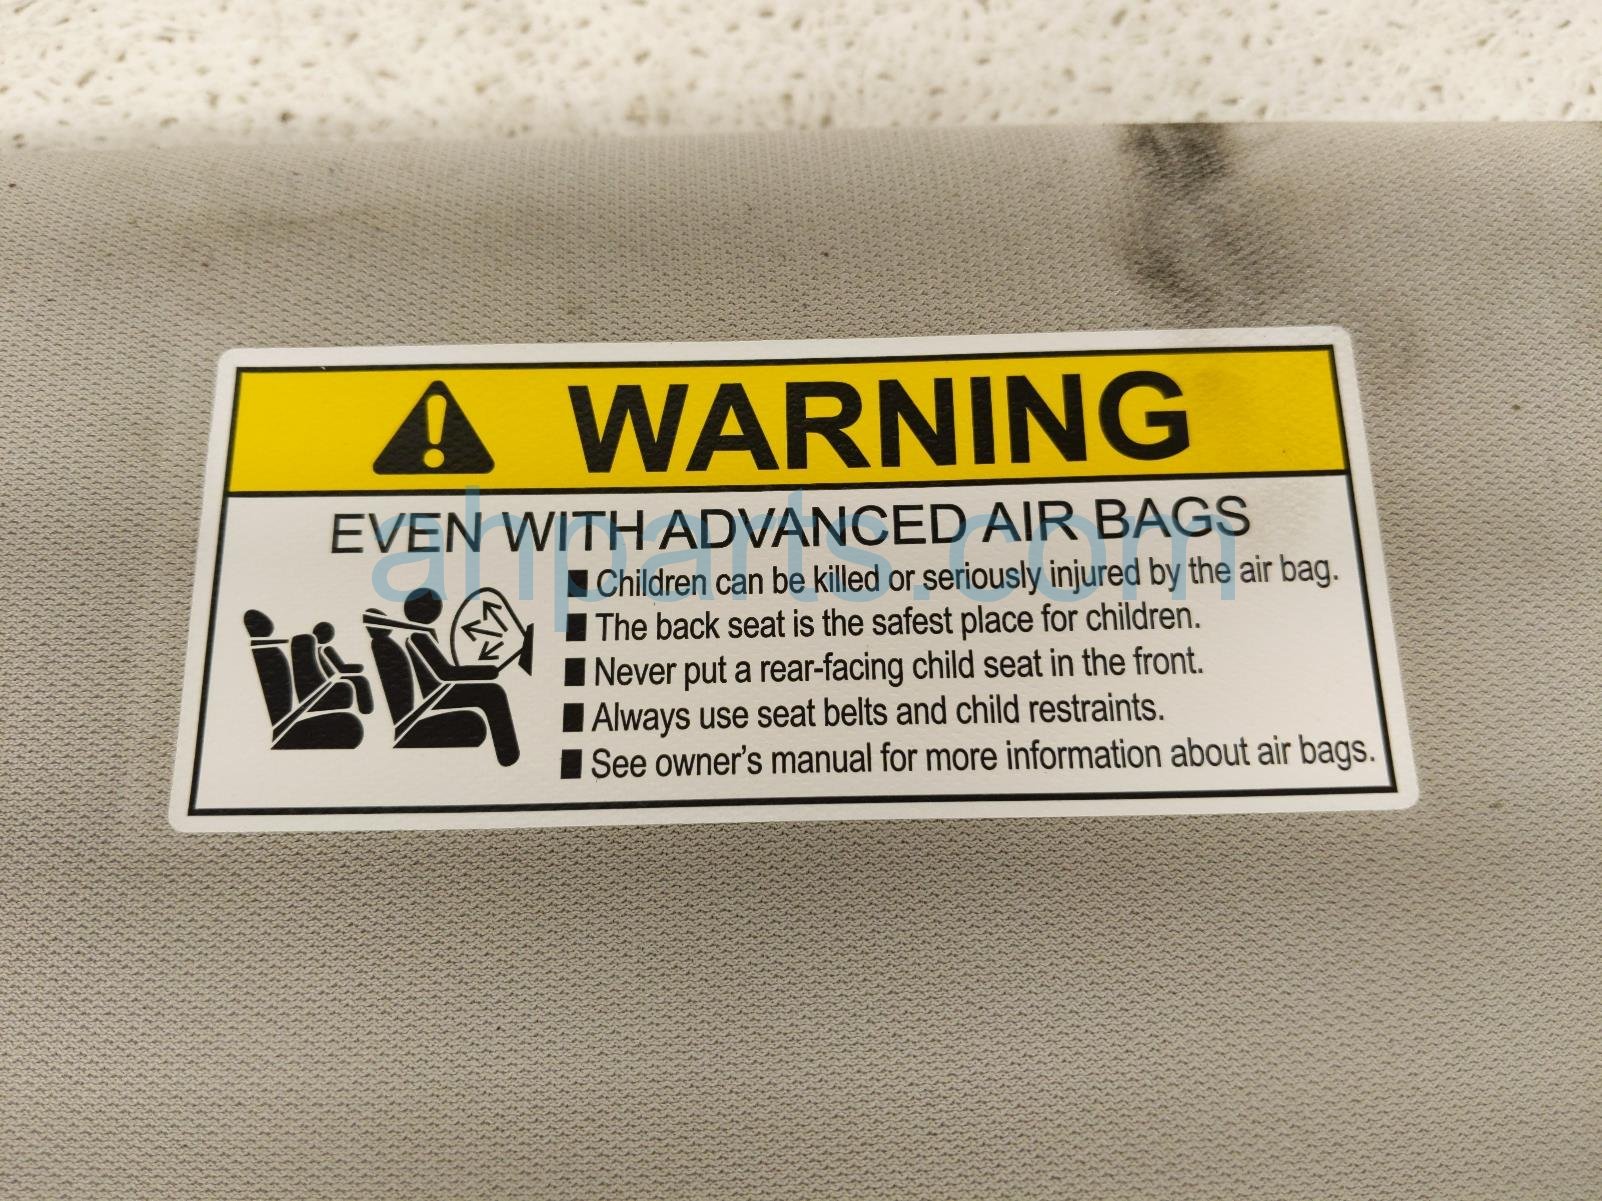 WARNING
EVEN WITH ADVANCED AIR BAGS
ahparts.com
■ Children can be killed or seriously injured by the air bag.
■ The back seat is the safest place for children.
■ Never put a rear-facing child seat in the front.
■ Always use seat belts and child restraints.
■ See owner's manual for more information about air bags.